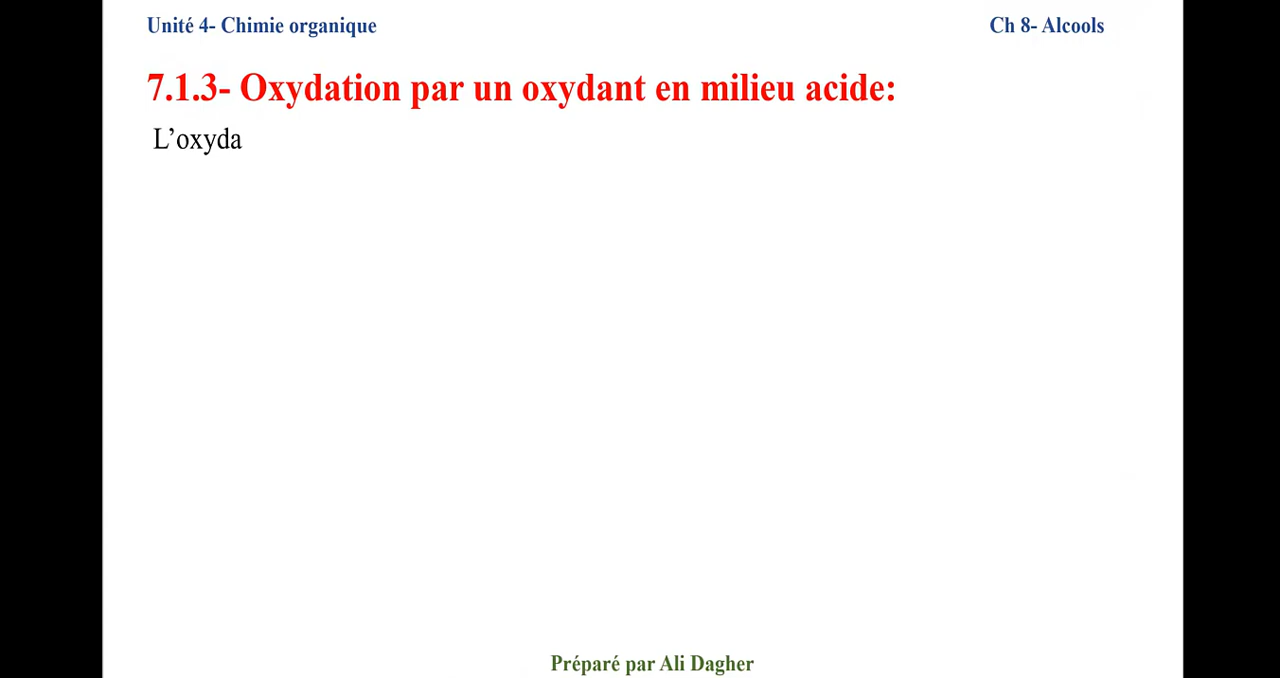 Unité 4- Chimie organique
Ch 8- Alcools
7.1.3- Oxydation par un oxydant en milieu acide:
L’oxyda
Préparé par Ali Dagher